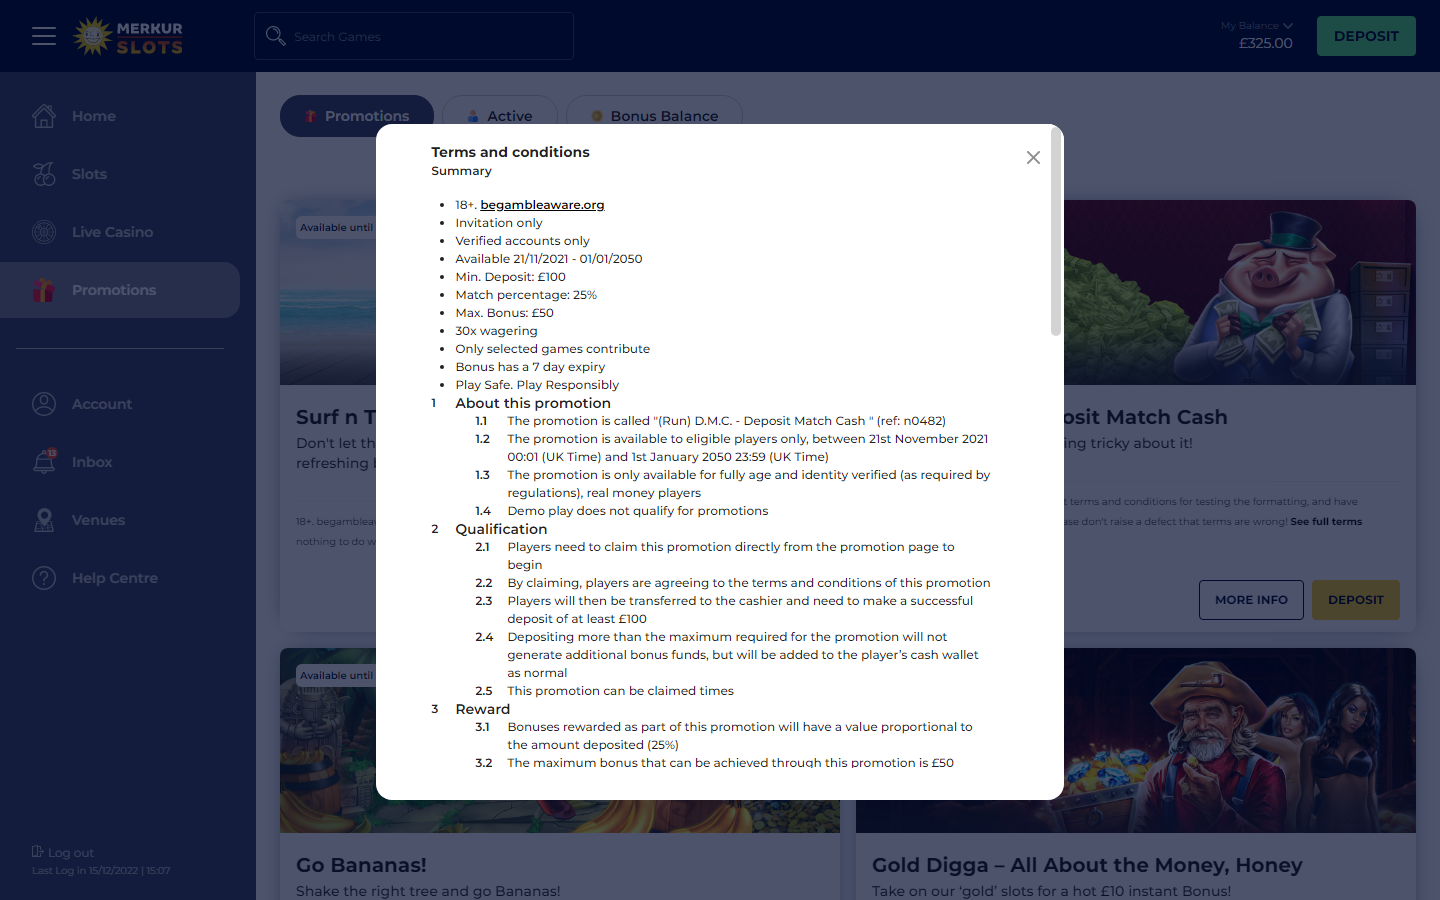 MERKUR
SLOTS
Search Games
My Balance
£325.00
DEPOSIT
Home
Slots
Live Casino
Promotions
Account
13
Inbox
Venues
Help Centre
Log out
Last Log in 15/12/2022 | 15:07
Promotions
Active
Bonus Balance
Terms and conditions
Summary
• 18+. begambleaware.org
• Invitation only
• Verified accounts only
• Available 21/11/2021 - 01/01/2050
• Min. Deposit: £100
• Match percentage: 25%
• Max. Bonus: £50
• 30x wagering
• Only selected games contribute
• Bonus has a 7 day expiry
• Play Safe. Play Responsibly
1 About this promotion
1.1 The promotion is called "(Run) D.M.C. - Deposit Match Cash " (ref: n0482)
1.2 The promotion is available to eligible players only, between 21st November 2021
00:01 (UK Time) and 1st January 2050 23:59 (UK Time)
1.3 The promotion is only available for fully age and identity verified (as required by
regulations), real money players
1.4 Demo play does not qualify for promotions
2 Qualification
2.1 Players need to claim this promotion directly from the promotion page to
begin
2.2 By claiming, players are agreeing to the terms and conditions of this promotion
2.3 Players will then be transferred to the cashier and need to make a successful
deposit of at least £100
2.4 Depositing more than the maximum required for the promotion will not
generate additional bonus funds, but will be added to the player's cash wallet
as normal
2.5 This promotion can be claimed times
3 Reward
3.1 Bonuses rewarded as part of this promotion will have a value proportional to
the amount deposited (25%)
3.2 The maximum bonus that can be achieved through this promotion is £50
Available until
Surf n T
Don't let th
refreshing b
18+. begambleaw
nothing to do w
osit Match Cash
ing tricky about it!
t terms and conditions for testing the formatting, and have
ase don't raise a defect that terms are wrong! See full terms
MORE INFO
DEPOSIT
Available until
Go Bananas!
Shake the right tree and go Bananas!
Gold Digga – All About the Money, Honey
Take on our 'gold' slots for a hot £10 instant Bonus!